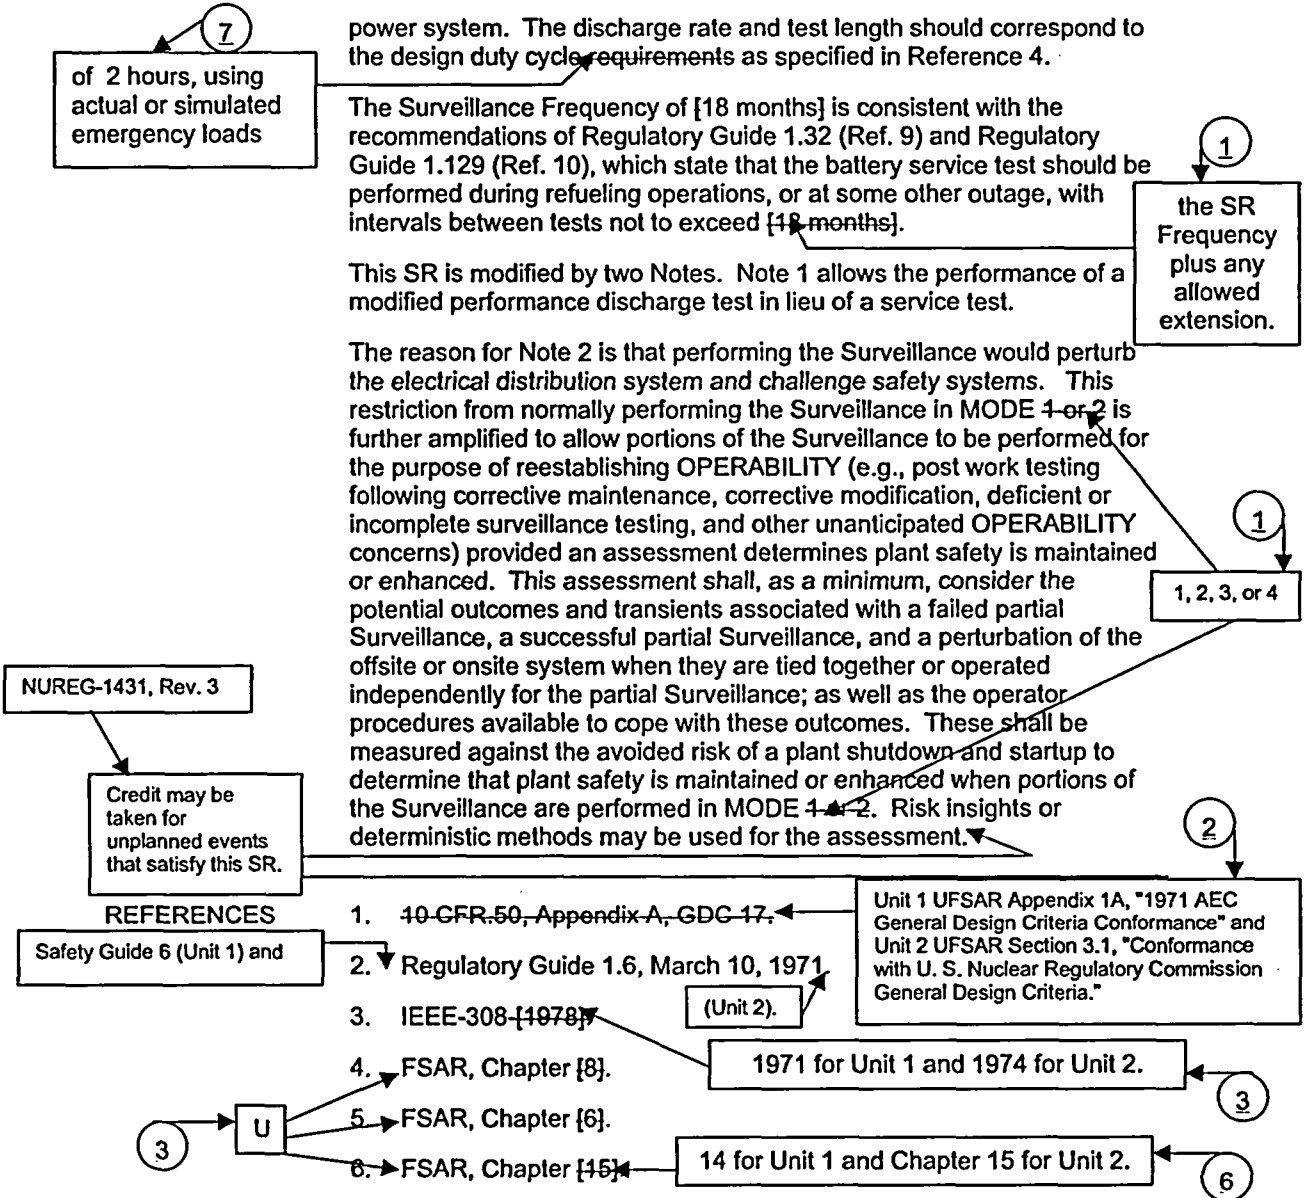 7
power system. The discharge rate and test length should correspond to
the design duty cycle requirements as specified in Reference 4.
of 2 hours, using
actual or simulated
emergency loads
The Surveillance Frequency of [18 months] is consistent with the
recommendations of Regulatory Guide 1.32 (Ref. 9) and Regulatory
Guide 1.129 (Ref. 10), which state that the battery service test should be
performed during refueling operations, or at some other outage, with
intervals between tests not to exceed [18 months].
1
the SR
Frequency
plus any
allowed
extension.
This SR is modified by two Notes. Note 1 allows the performance of a
modified performance discharge test in lieu of a service test.
The reason for Note 2 is that performing the Surveillance would perturb
the electrical distribution system and challenge safety systems. This
restriction from normally performing the Surveillance in MODE 1 or 2 is
further amplified to allow portions of the Surveillance to be performed for
the purpose of reestablishing OPERABILITY (e.g., post work testing
following corrective maintenance, corrective modification, deficient or
incomplete surveillance testing, and other unanticipated OPERABILITY
concerns) provided an assessment determines plant safety is maintained
or enhanced. This assessment shall, as a minimum, consider the
potential outcomes and transients associated with a failed partial
Surveillance, a successful partial Surveillance, and a perturbation of the
offsite or onsite system when they are tied together or operated
independently for the partial Surveillance; as well as the operator
procedures available to cope with these outcomes. These shall be
measured against the avoided risk of a plant shutdown and startup to
determine that plant safety is maintained or enhanced when portions of
the Surveillance are performed in MODE 1 or 2. Risk insights or
deterministic methods may be used for the assessment.
1
1, 2, 3, or 4
NUREG-1431, Rev. 3
Credit may be
taken for
unplanned events
that satisfy this SR.
2
Unit 1 UFSAR Appendix 1A, "1971 AEC
General Design Criteria Conformance" and
Unit 2 UFSAR Section 3.1, "Conformance
with U. S. Nuclear Regulatory Commission
General Design Criteria."
REFERENCES
1. 10 CFR 50, Appendix A, GDC 17.
Safety Guide 6 (Unit 1) and
2. Regulatory Guide 1.6, March 10, 1971.
(Unit 2).
3. IEEE-308-[1978].
1971 for Unit 1 and 1974 for Unit 2.
3
4. FSAR, Chapter [8].
3
U
5. FSAR, Chapter [6].
6. FSAR, Chapter [15].
14 for Unit 1 and Chapter 15 for Unit 2.
6